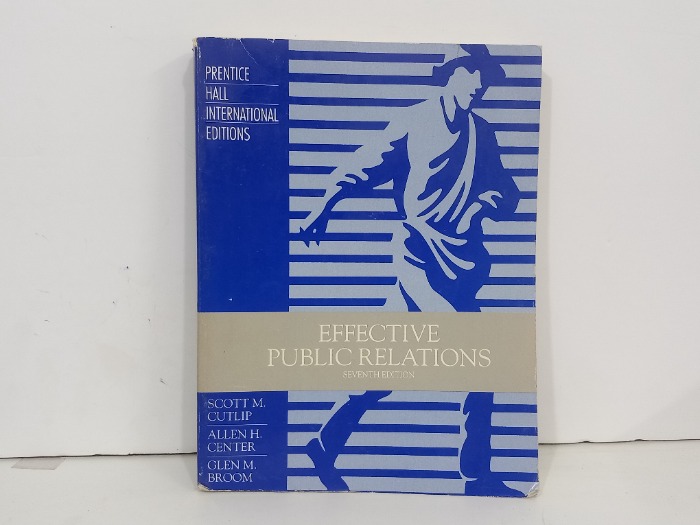 PRENTICE
HALL
INTERNATIONAL
EDITIONS
EFFECTIVE
PUBLIC RELATIONS
SEVENTH EDITION
SCOTT M.
CUTLIP
ALLEN H.
CENTER
GLEN M.
BROOM